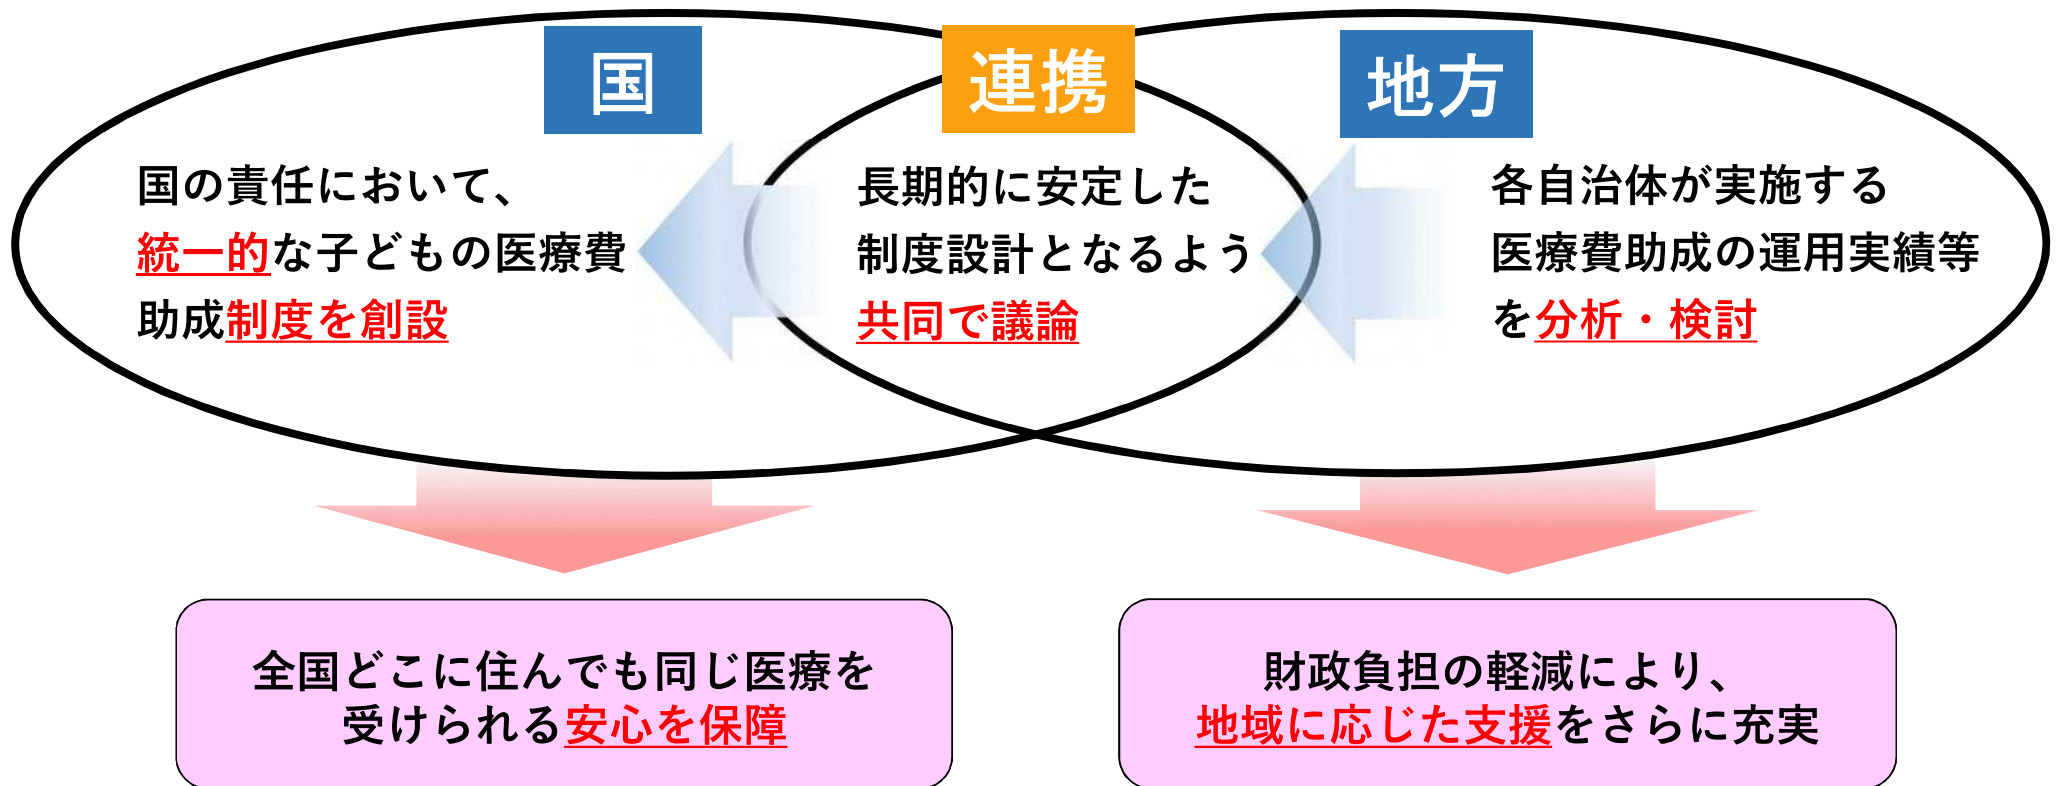 国
国の責任において、
統一的な子どもの医療費
助成制度を創設
連携
長期的に安定した
制度設計となるよう
共同で議論
地方
各自治体が実施する
医療費助成の運用実績等
を分析・検討
全国どこに住んでも同じ医療を
受けられる安心を保障
財政負担の軽減により、
地域に応じた支援をさらに充実